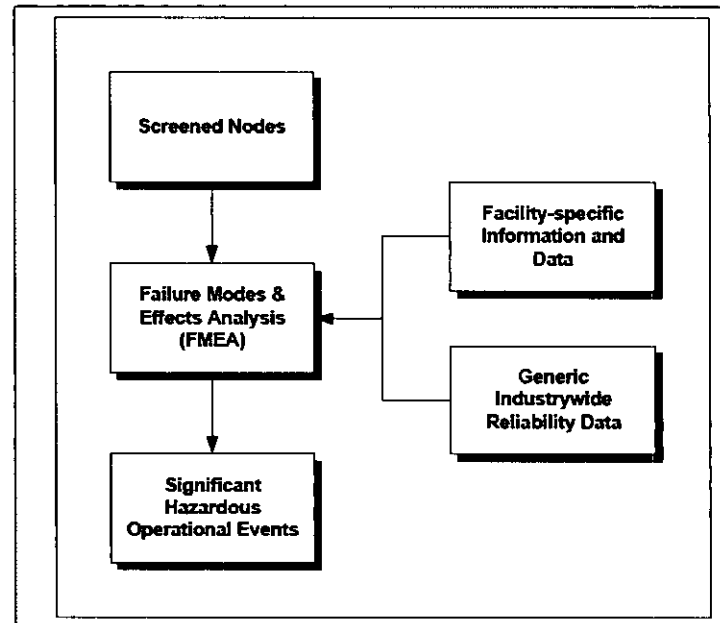 Screened Nodes
Facility-specific
Information and
Data
Failure Modes &
Effects Analysis
(FMEA)
Generic
Industrywide
Reliability Data
Significant
Hazardous
Operational Events